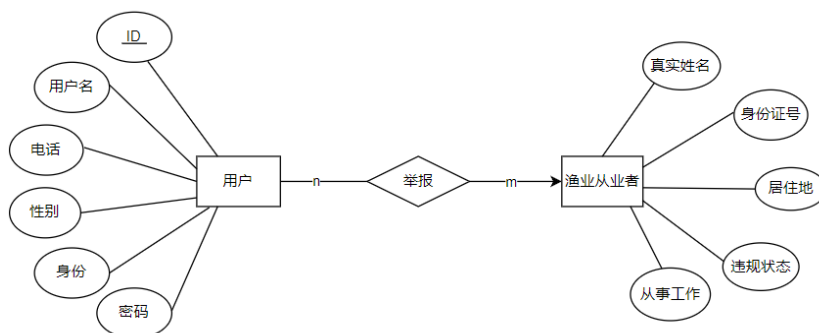 ID
用户名
电话
性别
身份
密码
用户
n
举报
m
渔业从业者
真实姓名
身份证号
居住地
违规状态
从事工作